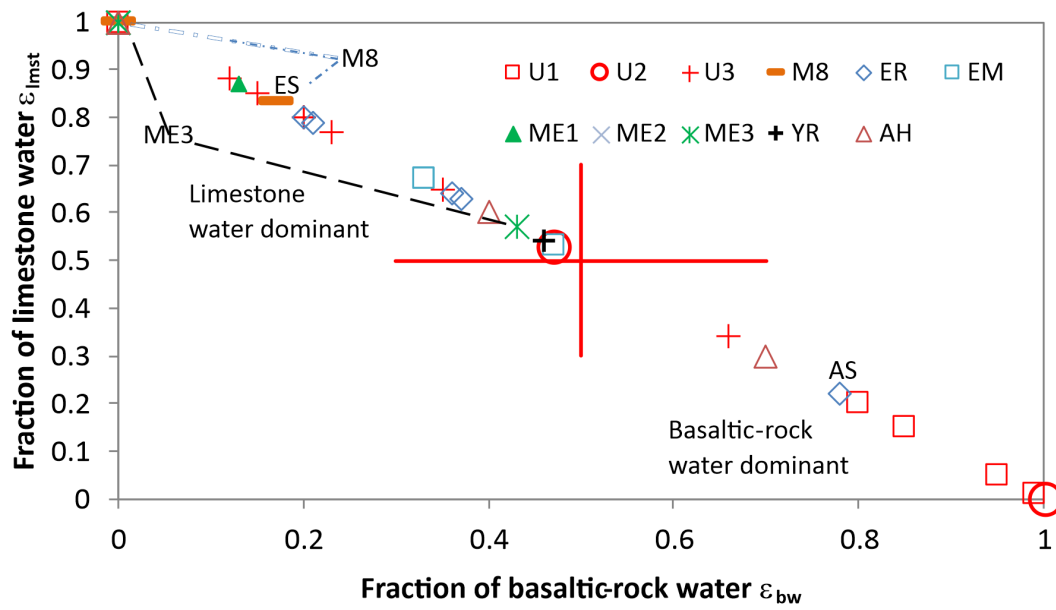 Fraction of limestone water εlmst
1
0.9
0.8
0.7
0.6
0.5
0.4
0.3
0.2
0.1
0
M8
ES
ME3
U1 U2 U3 M8 ER EM
ME1 ME2 ME3 YR AH
Limestone
water dominant
AS
Basaltic-rock
water dominant
0 0.2 0.4 0.6 0.8 1
Fraction of basaltic-rock water εbw